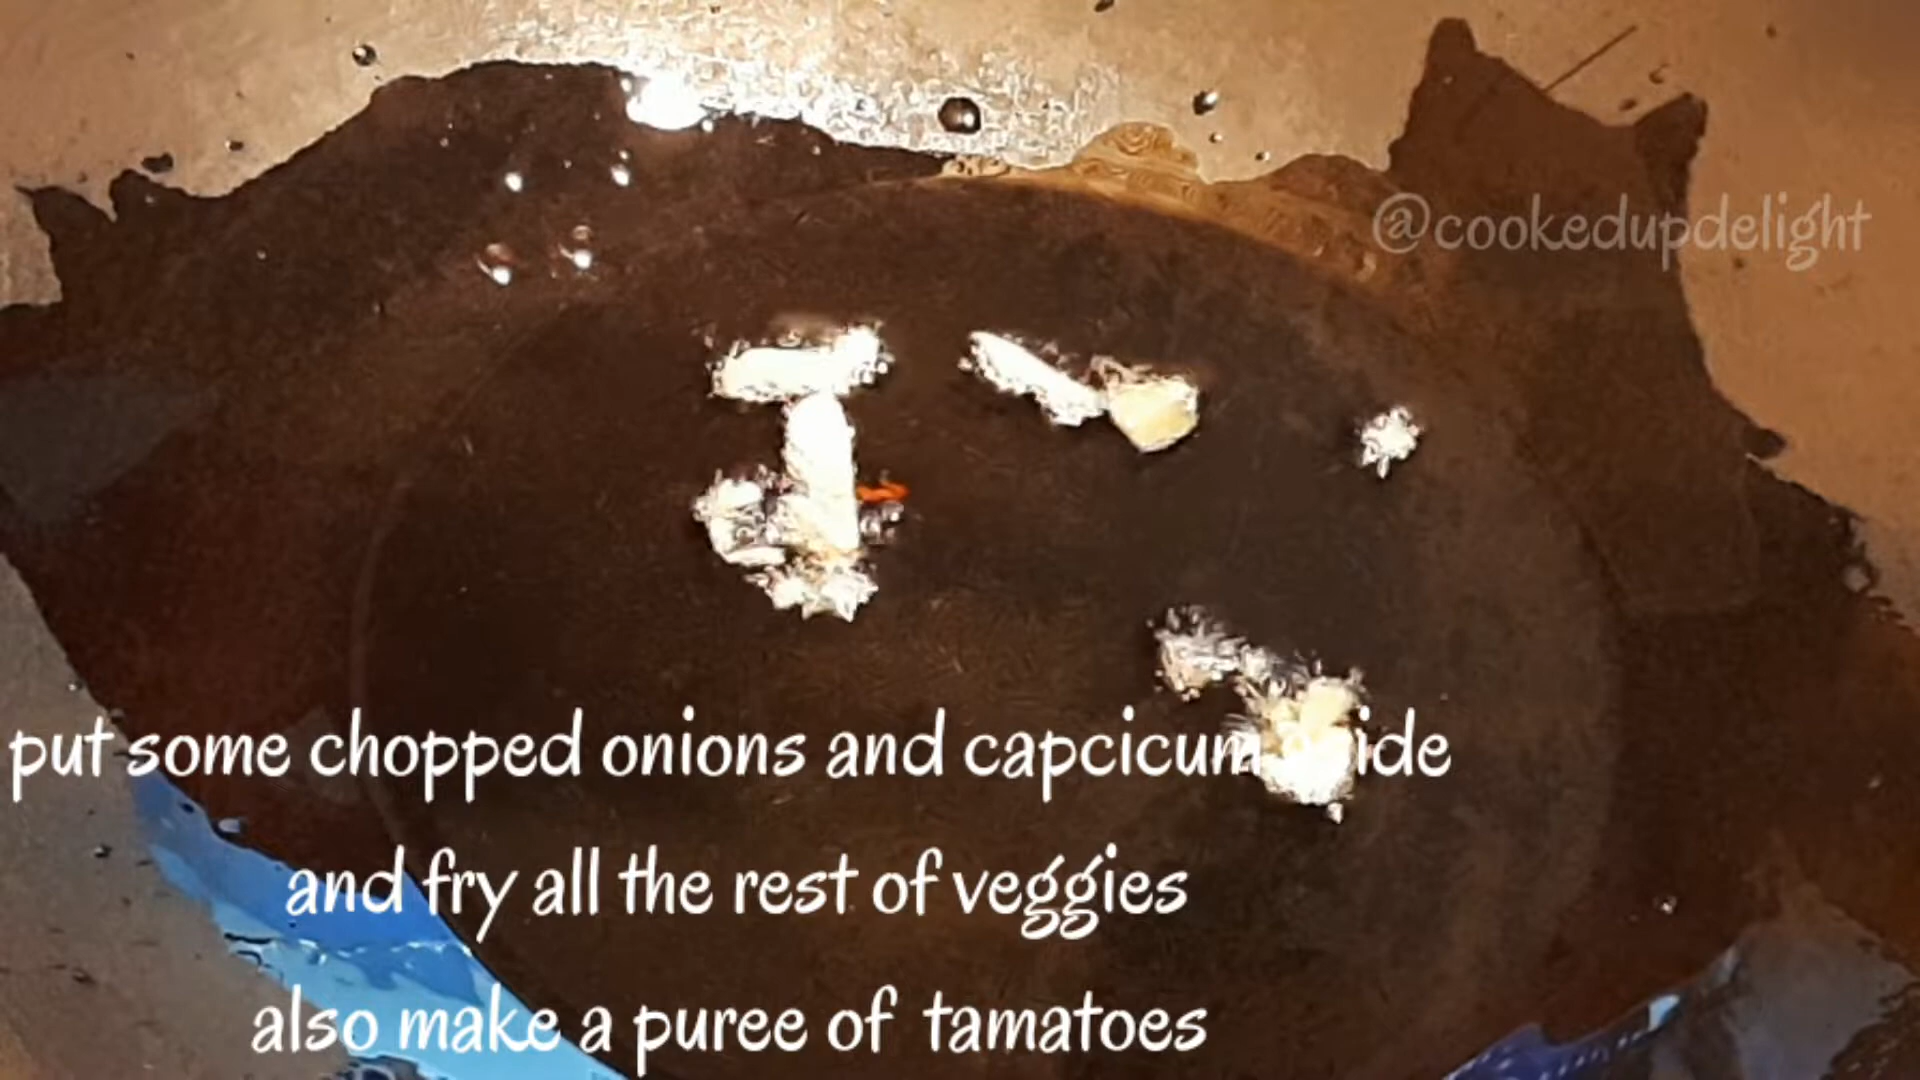 @cookedupdelight
put some chopped onions and capcicum aside
and fry all the rest of veggies
also make a puree of tamatoes